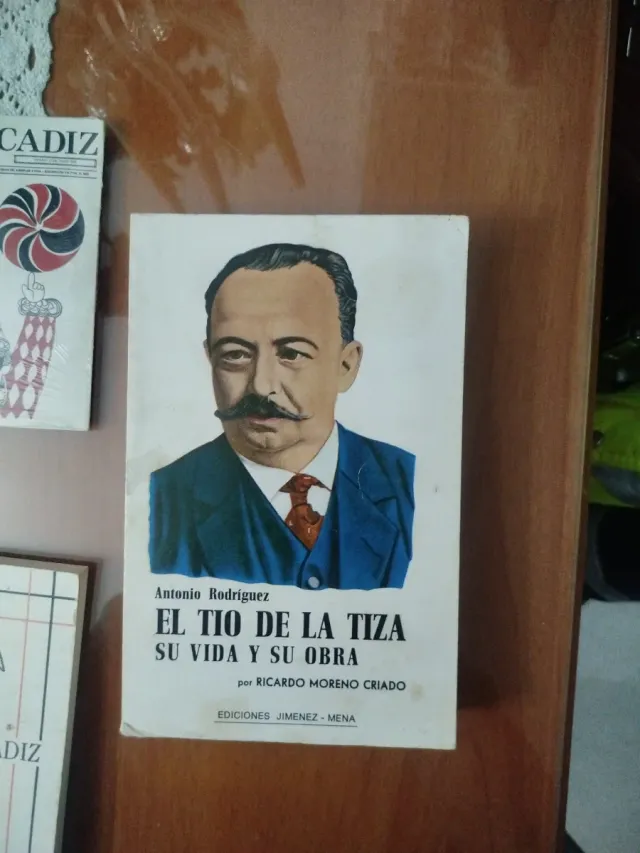 CADIZ
Antonio Rodríguez
EL TIO DE LA TIZA
SU VIDA Y SU OBRA
por RICARDO MORENO CRIADO
EDICIONES JIMENEZ - MENA
A
ADIZ